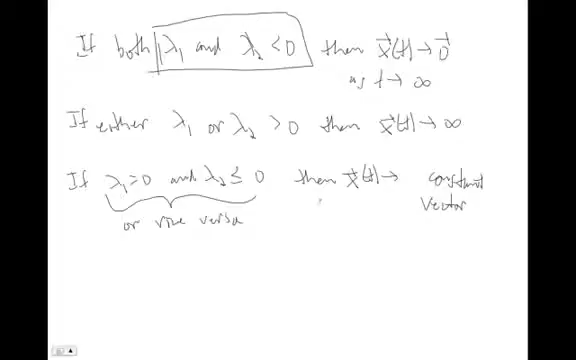 If both λ₁ and λ₂ < 0 then x⃗(t) → 0⃗
as t → ∞
If either λ₁ or λ₂ > 0 then x⃗(t) → ∞
If λ₁ = 0 and λ₂ ≤ 0 then x⃗(t) → constant
vector
or vice versa